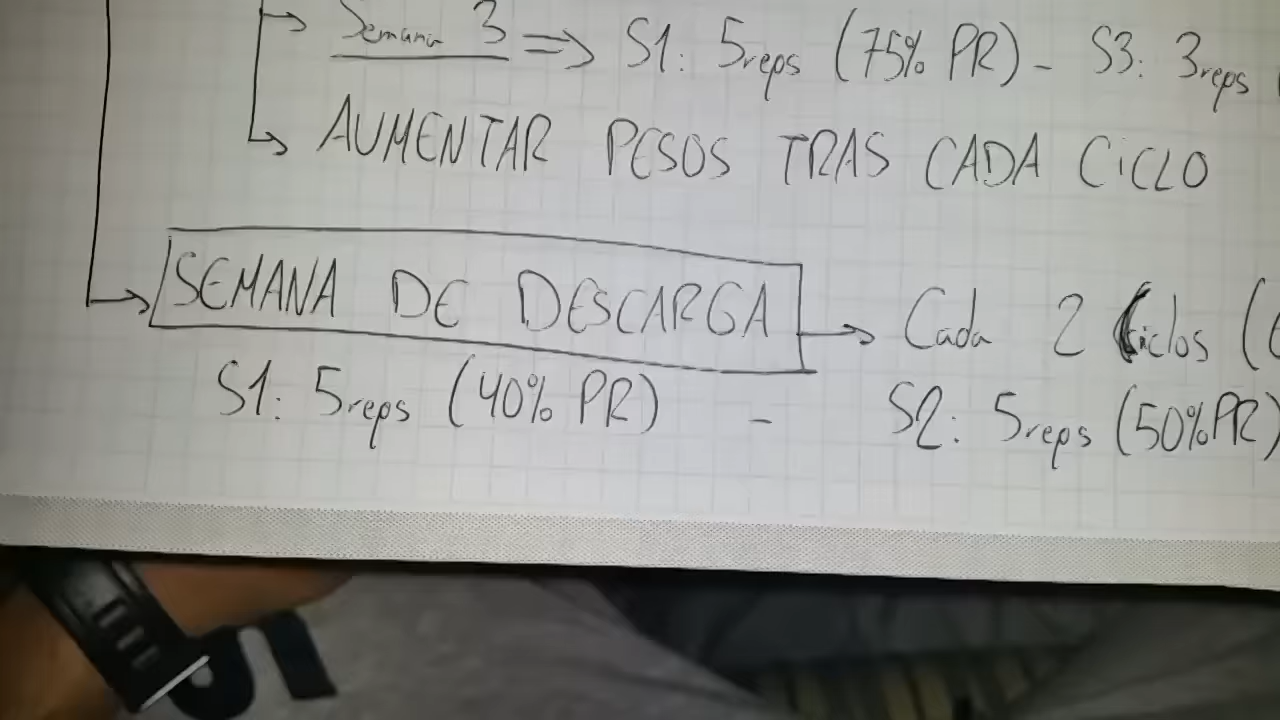 Semana 3 => S1: 5reps (75% PR) - S3: 3reps
AUMENTAR PESOS TRAS CADA CiCLO
SEMANA DE DESCARGA → Cada 2 Ciclos (
S1: 5reps (40% PR) - S2: 5reps (50% PR)